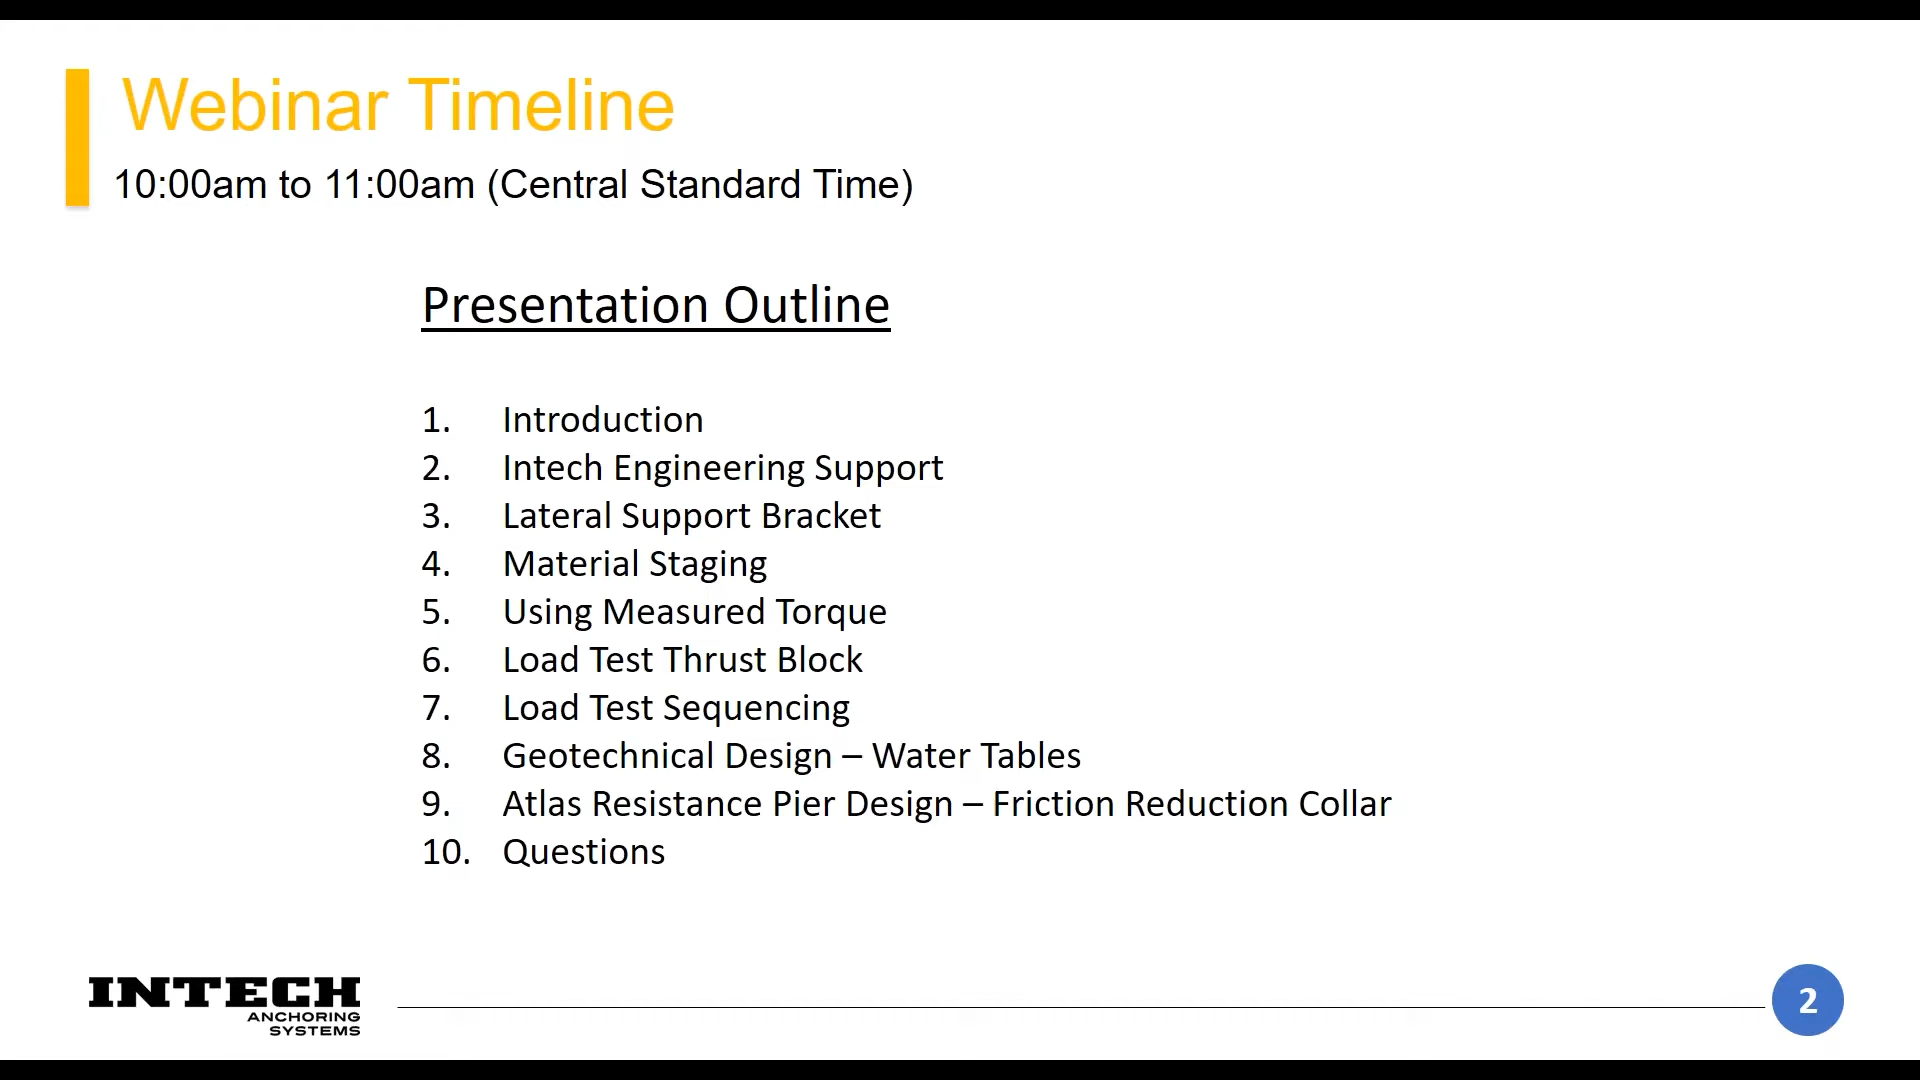 Webinar Timeline
10:00am to 11:00am (Central Standard Time)
Presentation Outline
1. Introduction
2. Intech Engineering Support
3. Lateral Support Bracket
4. Material Staging
5. Using Measured Torque
6. Load Test Thrust Block
7. Load Test Sequencing
8. Geotechnical Design – Water Tables
9. Atlas Resistance Pier Design – Friction Reduction Collar
10. Questions
INTECH
ANCHORING
SYSTEMS
2